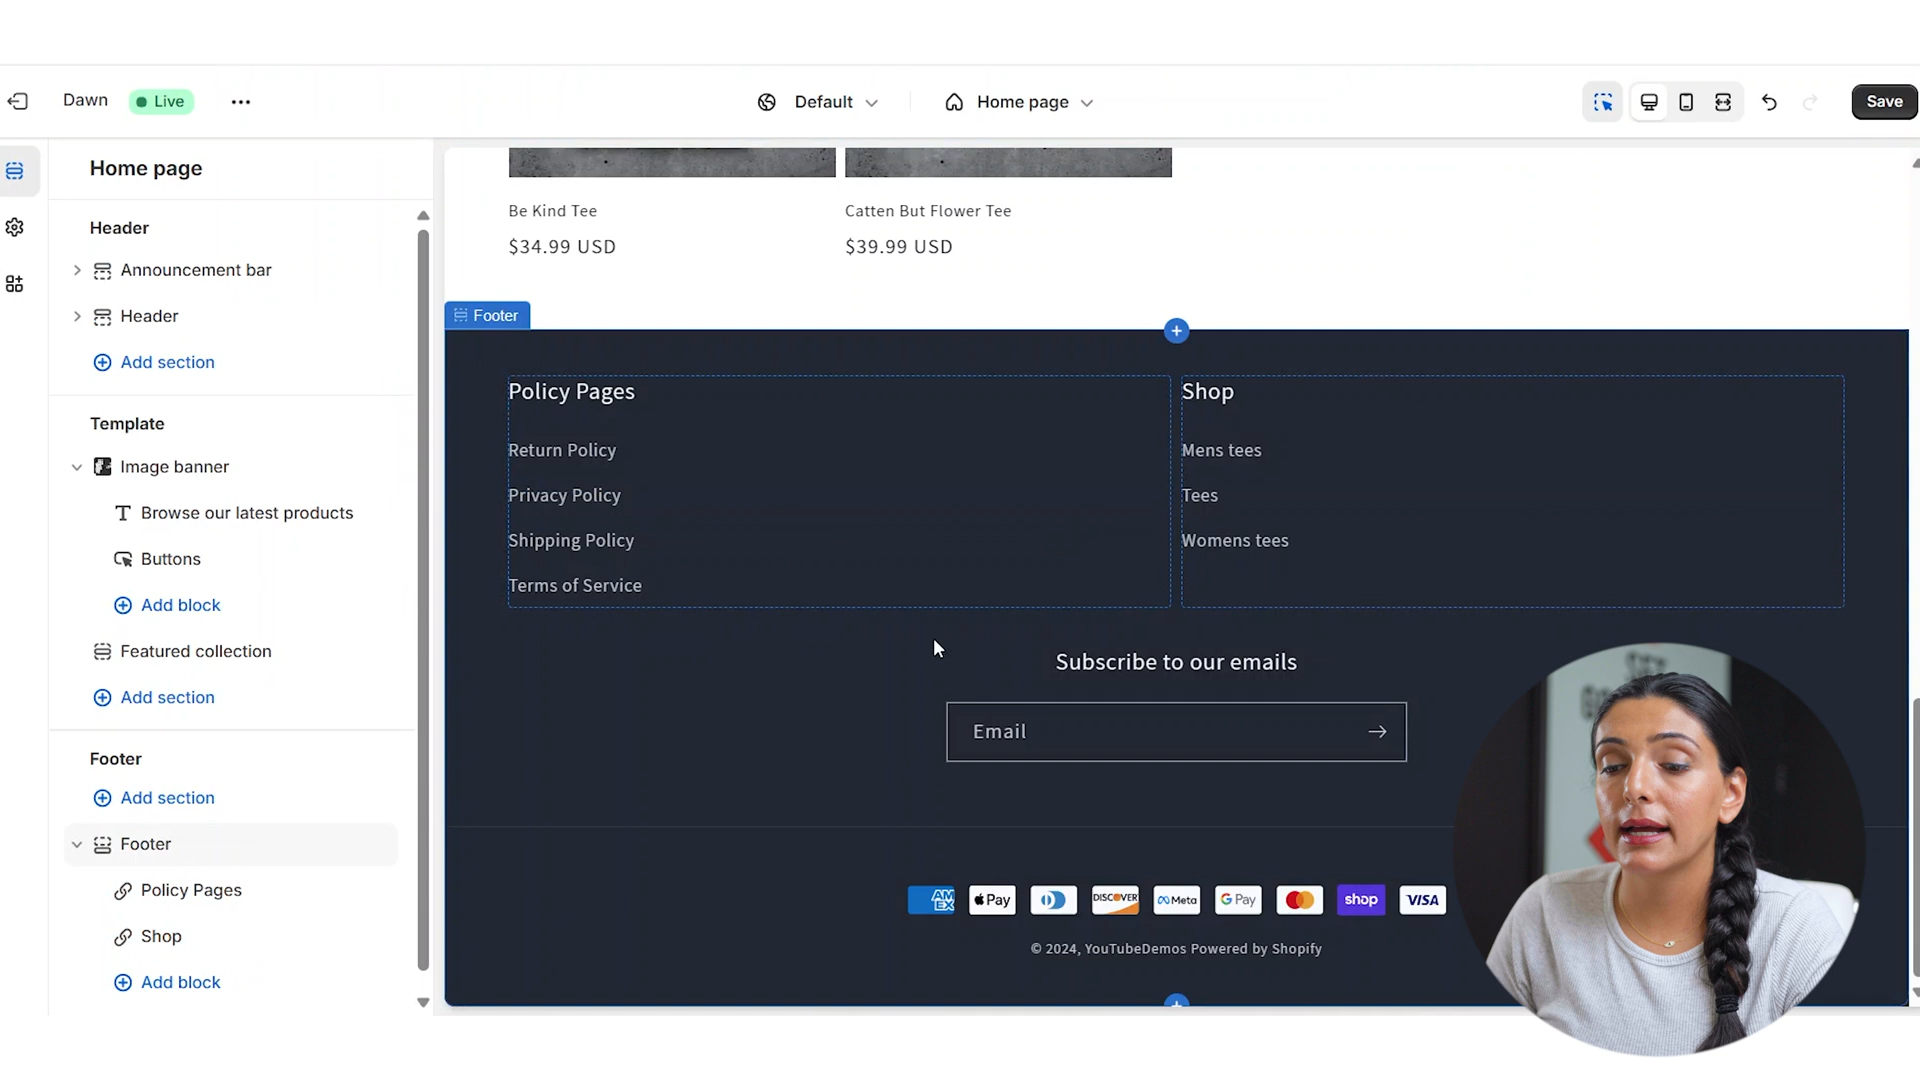 Dawn
Live
Default
Home page
Save
Home page
Header
Announcement bar
Header
Add section
Template
Image banner
Browse our latest products
Buttons
Add block
Featured collection
Add section
Footer
Add section
Footer
Policy Pages
Shop
Add block
Be Kind Tee
$34.99 USD
Catten But Flower Tee
$39.99 USD
Footer
Policy Pages
Return Policy
Privacy Policy
Shipping Policy
Terms of Service
Shop
Mens tees
Tees
Womens tees
Subscribe to our emails
Email
AMEX
Pay
DISCOVER
Meta
G Pay
shop
VISA
© 2024, YouTubeDemos Powered by Shopify